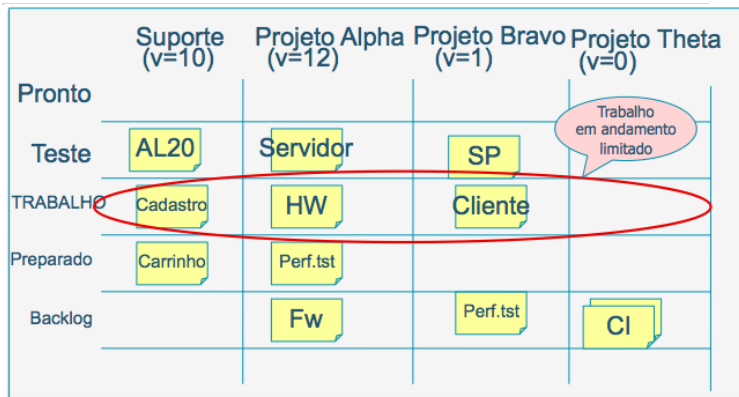 Suporte
(v=10)
Projeto Alpha
(v=12)
Projeto Bravo
(v=1)
Projeto Theta
(v=0)
Pronto
Trabalho
em andamento
limitado
Teste
AL20
Servidor
SP
TRABALHO
Cadastro
HW
Cliente
Preparado
Carrinho
Perf.tst
Backlog
Fw
Perf.tst
CI